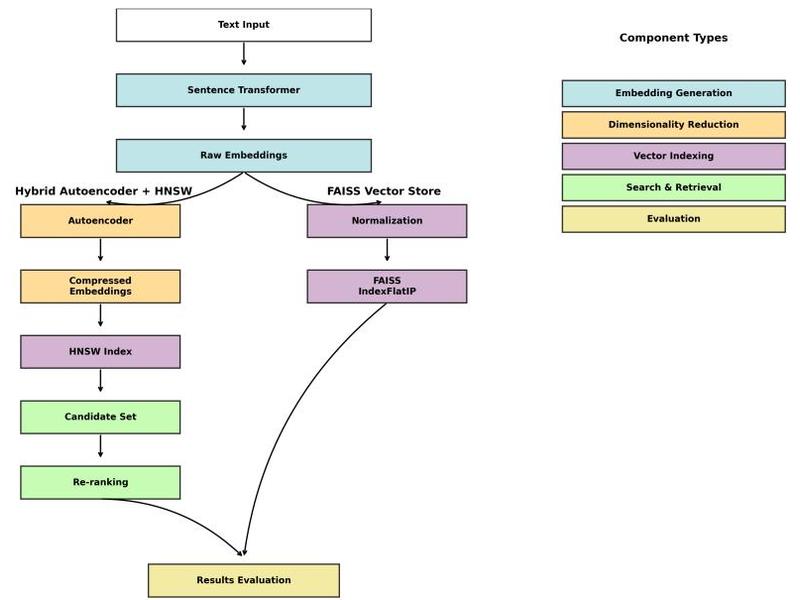 Text Input
Component Types
Sentence Transformer
Embedding Generation
Dimensionality Reduction
Raw Embeddings
Vector Indexing
Hybrid Autoencoder + HNSW
FAISS Vector Store
Search & Retrieval
Autoencoder
Normalization
Evaluation
Compressed
Embeddings
FAISS
IndexFlatIP
HNSW Index
Candidate Set
Re-ranking
Results Evaluation